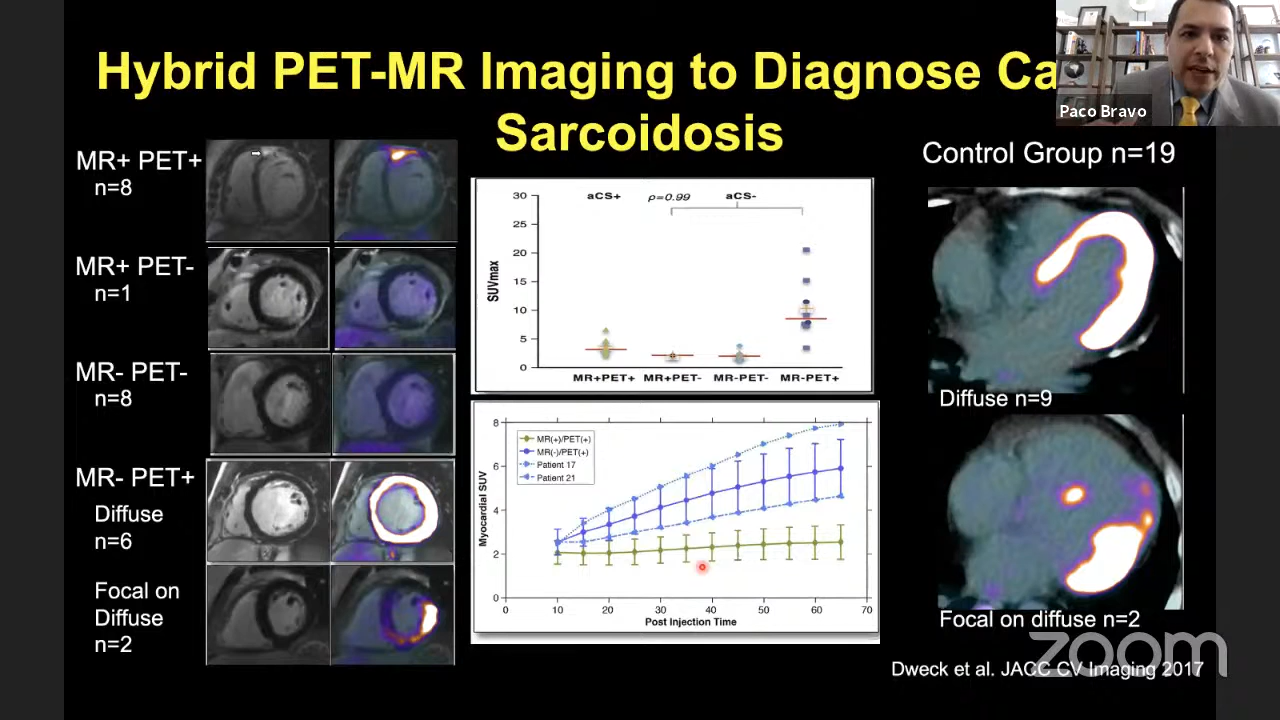 Hybrid PET-MR Imaging to Diagnose Ca
Sarcoidosis
Paco Bravo
MR+ PET+
n=8
MR+ PET-
n=1
MR- PET-
n=8
MR- PET+
Diffuse
n=6
Focal on
Diffuse
n=2
aCS+
ρ=0.99
aCS-
30
25
20
15
10
5
0
SUVmax
MR+PET+
MR+PET-
MR-PET-
MR-PET+
8
6
4
2
0
Myocardial SUV
MR(+)/PET(+)
MR(-)/PET(+)
Patient 17
Patient 21
0 10 20 30 40 50 60 70
Post Injection Time
Control Group n=19
Diffuse n=9
Focal on diffuse n=2
Dweck et al. JACC CV Imaging 2017
zoom